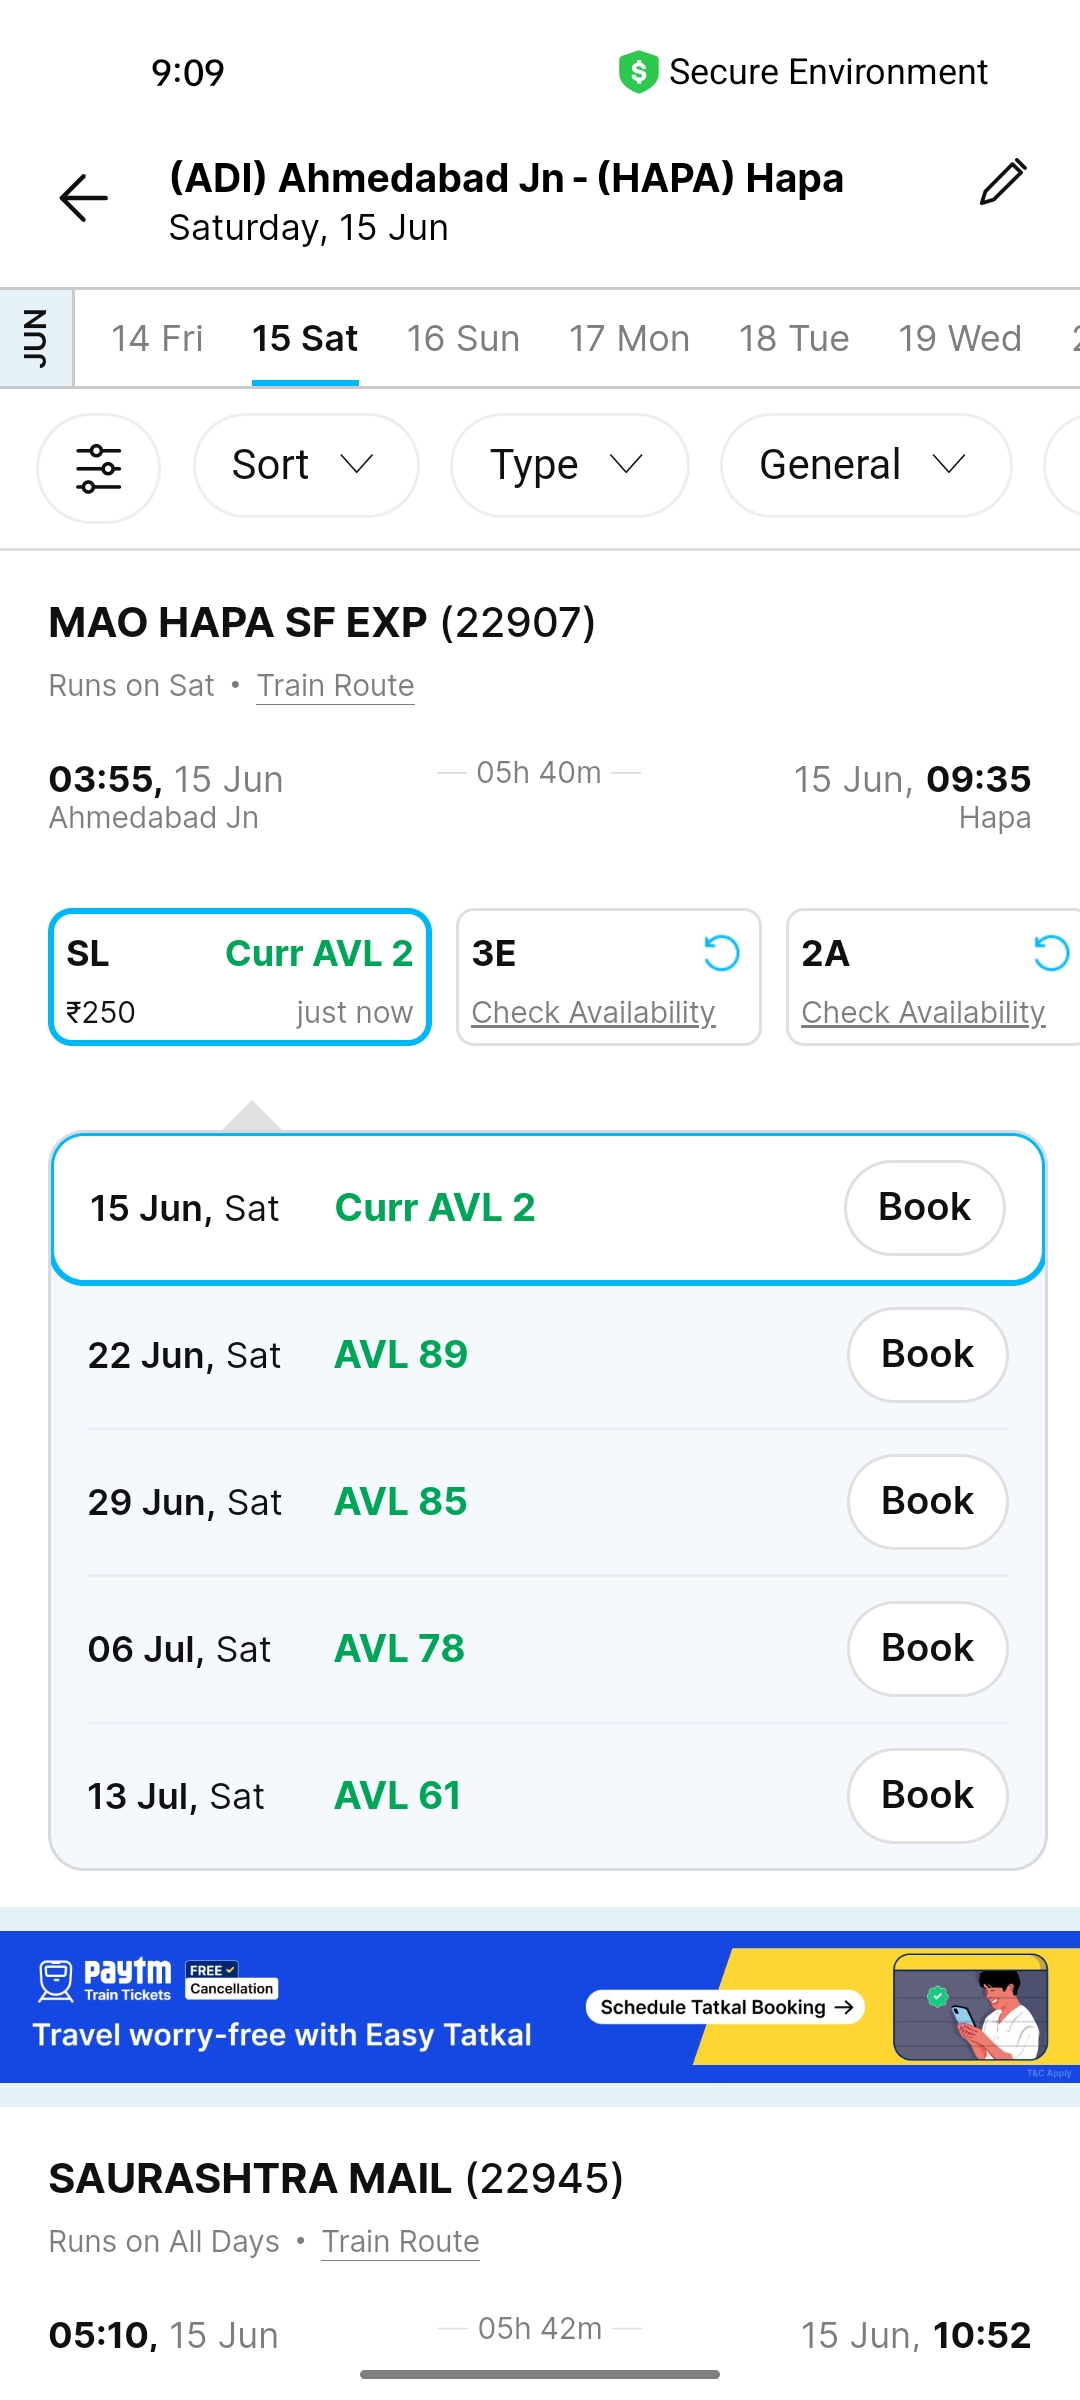 9:09
Secure Environment
(ADI) Ahmedabad Jn - (HAPA) Hapa
Saturday, 15 Jun
JUN
14 Fri 15 Sat 16 Sun 17 Mon 18 Tue 19 Wed
Sort Type General
MAO HAPA SF EXP (22907)
Runs on Sat • Train Route
03:55, 15 Jun 05h 40m 15 Jun, 09:35
Ahmedabad Jn Hapa
SL Curr AVL 2 3E 2A
₹250 just now Check Availability Check Availability
15 Jun, Sat Curr AVL 2 Book
22 Jun, Sat AVL 89 Book
29 Jun, Sat AVL 85 Book
06 Jul, Sat AVL 78 Book
13 Jul, Sat AVL 61 Book
paytm FREE
Train Tickets Cancellation
Schedule Tatkal Booking →
Travel worry-free with Easy Tatkal
T&C Apply
SAURASHTRA MAIL (22945)
Runs on All Days • Train Route
05:10, 15 Jun 05h 42m 15 Jun, 10:52